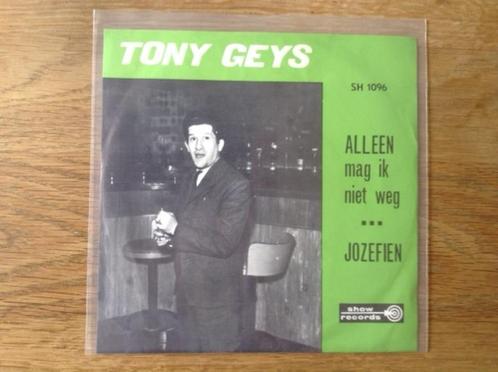 TONY GEYS
SH 1096
ALLEEN
mag ik
niet weg
...
JOZEFIEN
show
records